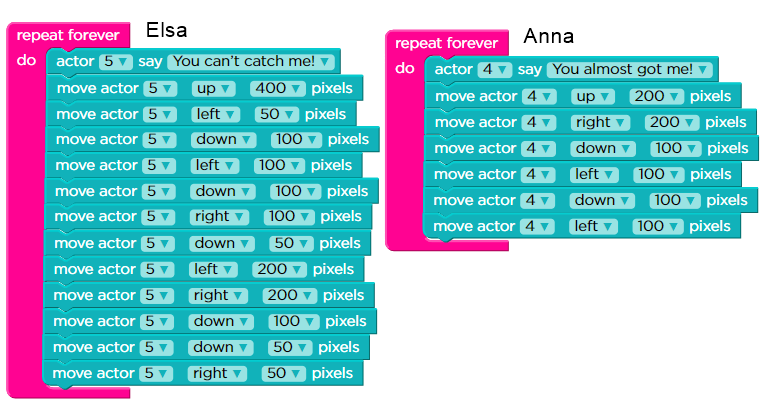 Elsa
repeat forever
do
actor 5 say You can't catch me!
move actor 5 up 400 pixels
move actor 5 left 50 pixels
move actor 5 down 100 pixels
move actor 5 left 100 pixels
move actor 5 down 100 pixels
move actor 5 right 100 pixels
move actor 5 down 50 pixels
move actor 5 left 200 pixels
move actor 5 right 200 pixels
move actor 5 down 100 pixels
move actor 5 down 50 pixels
move actor 5 right 50 pixels
Anna
repeat forever
do
actor 4 say You almost got me!
move actor 4 up 200 pixels
move actor 4 right 200 pixels
move actor 4 down 100 pixels
move actor 4 left 100 pixels
move actor 4 down 100 pixels
move actor 4 left 100 pixels